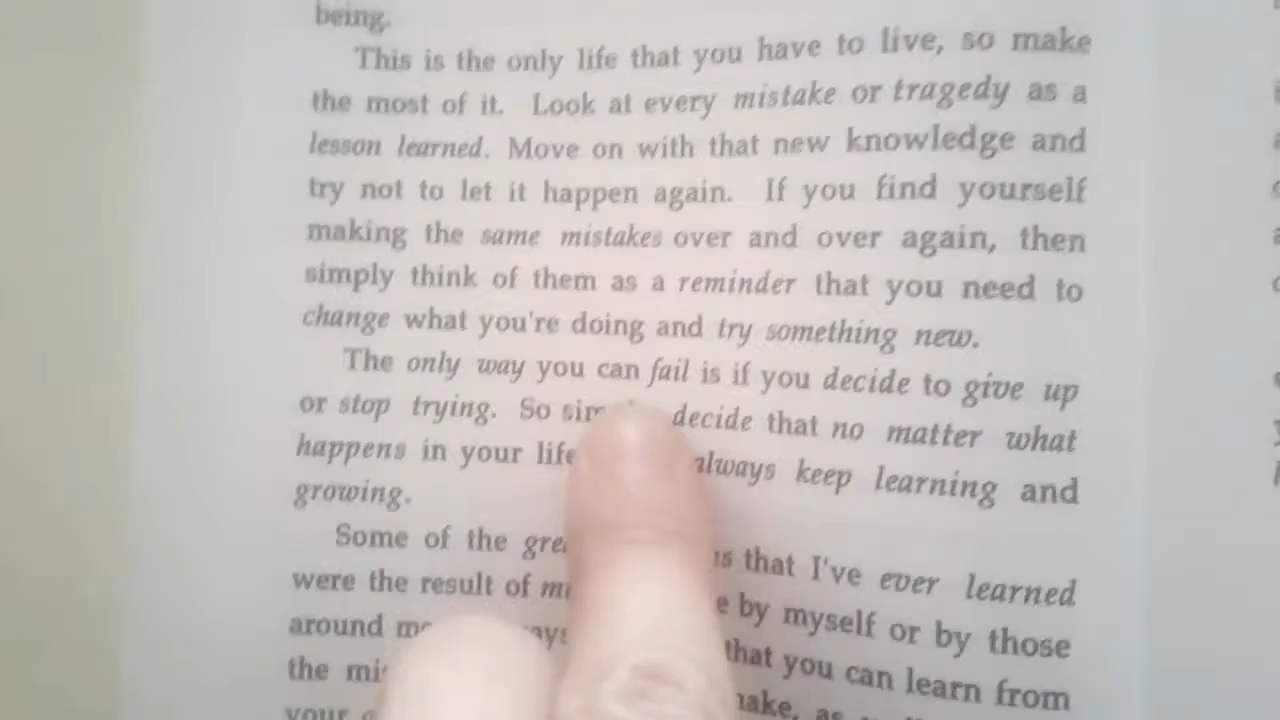 being.
This is the only life that you have to live, so make
the most of it. Look at every mistake or tragedy as a
lesson learned. Move on with that new knowledge and
try not to let it happen again. If you find yourself
making the same mistakes over and over again, then
simply think of them as a reminder that you need to
change what you're doing and try something new.
The only way you can fail is if you decide to give up
or stop trying. So decide that no matter what
happens in your life always keep learning and
growing.
Some of the that I've ever learned
were the result of by myself or by those
around
the that you can learn from
your